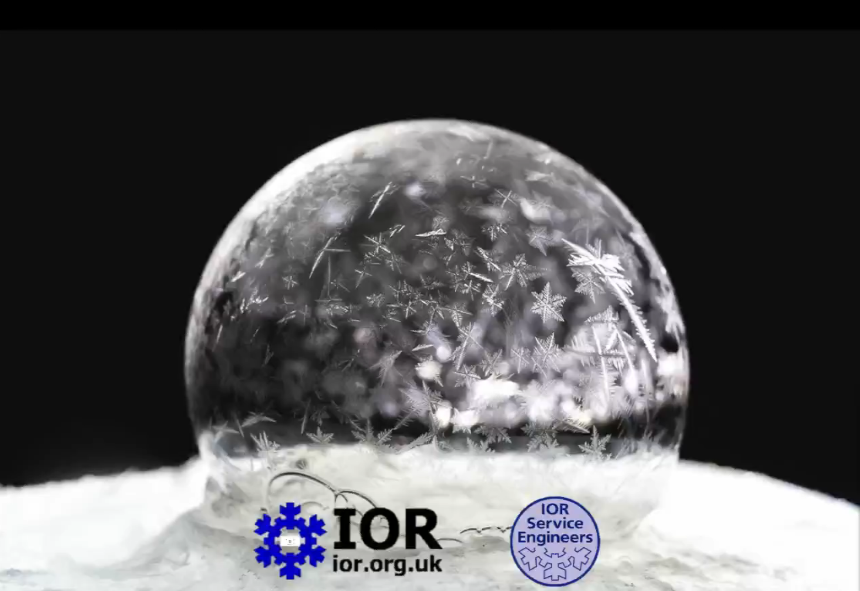 IOR
ior.org.uk
IOR
Service
Engineers